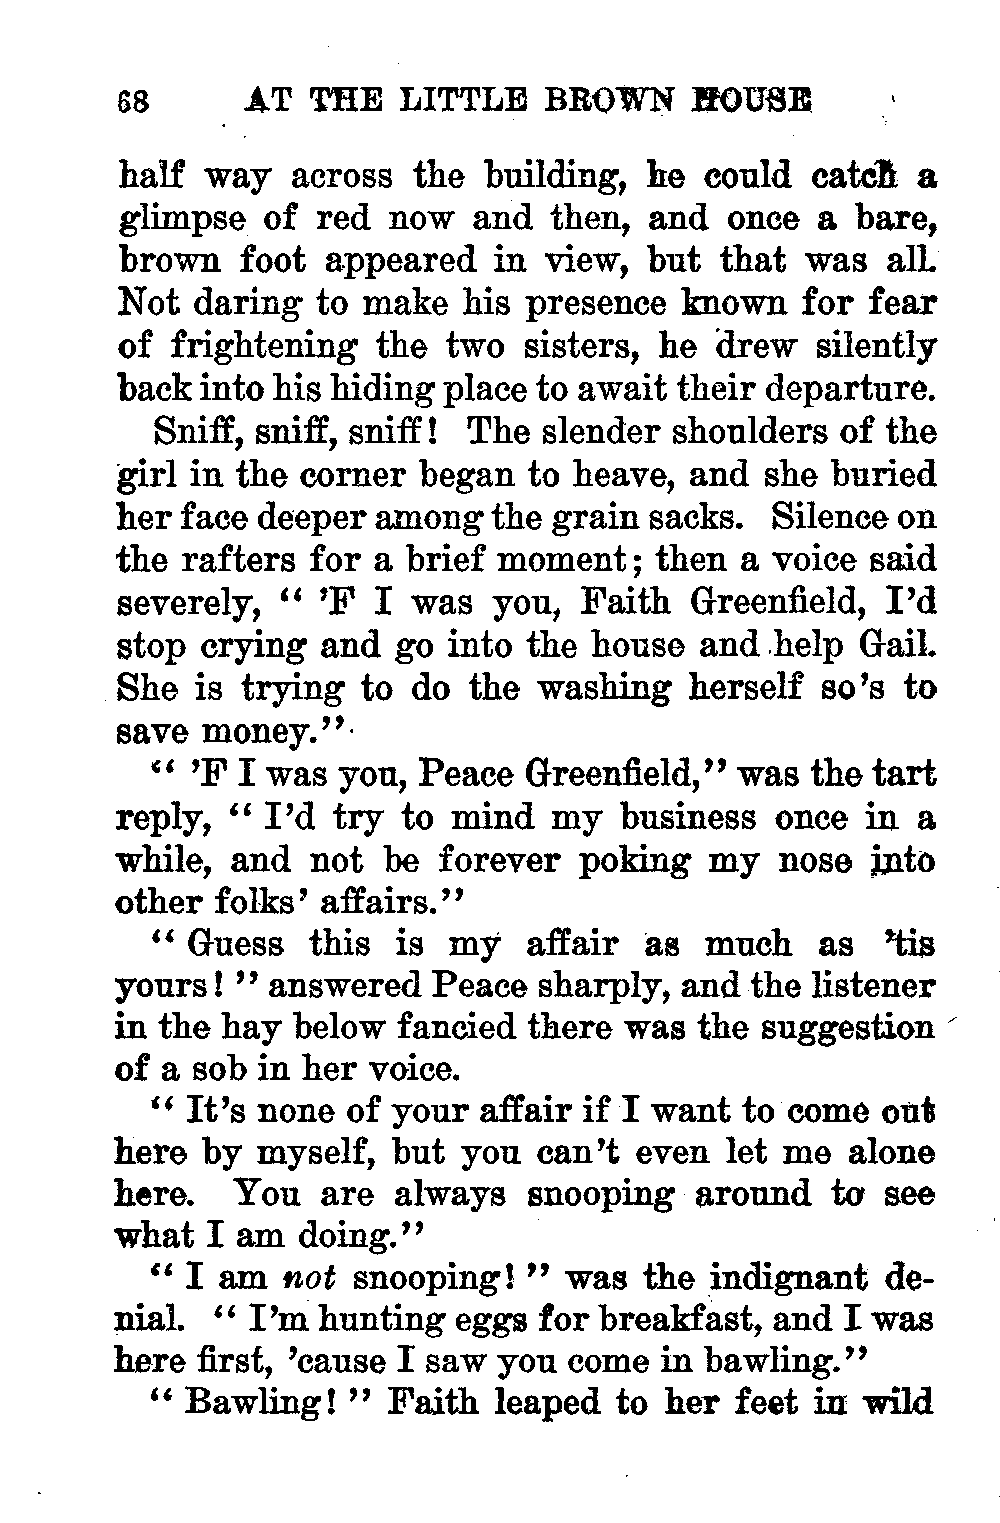 68 AT THE LITTLE BROWN HOUSE
half way across the building, he could catch a
glimpse of red now and then, and once a bare,
brown foot appeared in view, but that was all.
Not daring to make his presence known for fear
of frightening the two sisters, he drew silently
back into his hiding place to await their departure.
Sniff, sniff, sniff! The slender shoulders of the
girl in the corner began to heave, and she buried
her face deeper among the grain sacks. Silence on
the rafters for a brief moment; then a voice said
severely, “ ’F I was you, Faith Greenfield, I’d
stop crying and go into the house and help Gail.
She is trying to do the washing herself so’s to
save money.”
“ ’F I was you, Peace Greenfield,” was the tart
reply, “ I’d try to mind my business once in a
while, and not be forever poking my nose into
other folks’ affairs.”
“ Guess this is my affair as much as ’tis
yours! ” answered Peace sharply, and the listener
in the hay below fancied there was the suggestion
of a sob in her voice.
“ It’s none of your affair if I want to come out
here by myself, but you can’t even let me alone
here. You are always snooping around to see
what I am doing.”
“ I am not snooping! ” was the indignant de-
nial. “ I’m hunting eggs for breakfast, and I was
here first, ’cause I saw you come in bawling.”
“ Bawling! ” Faith leaped to her feet in wild